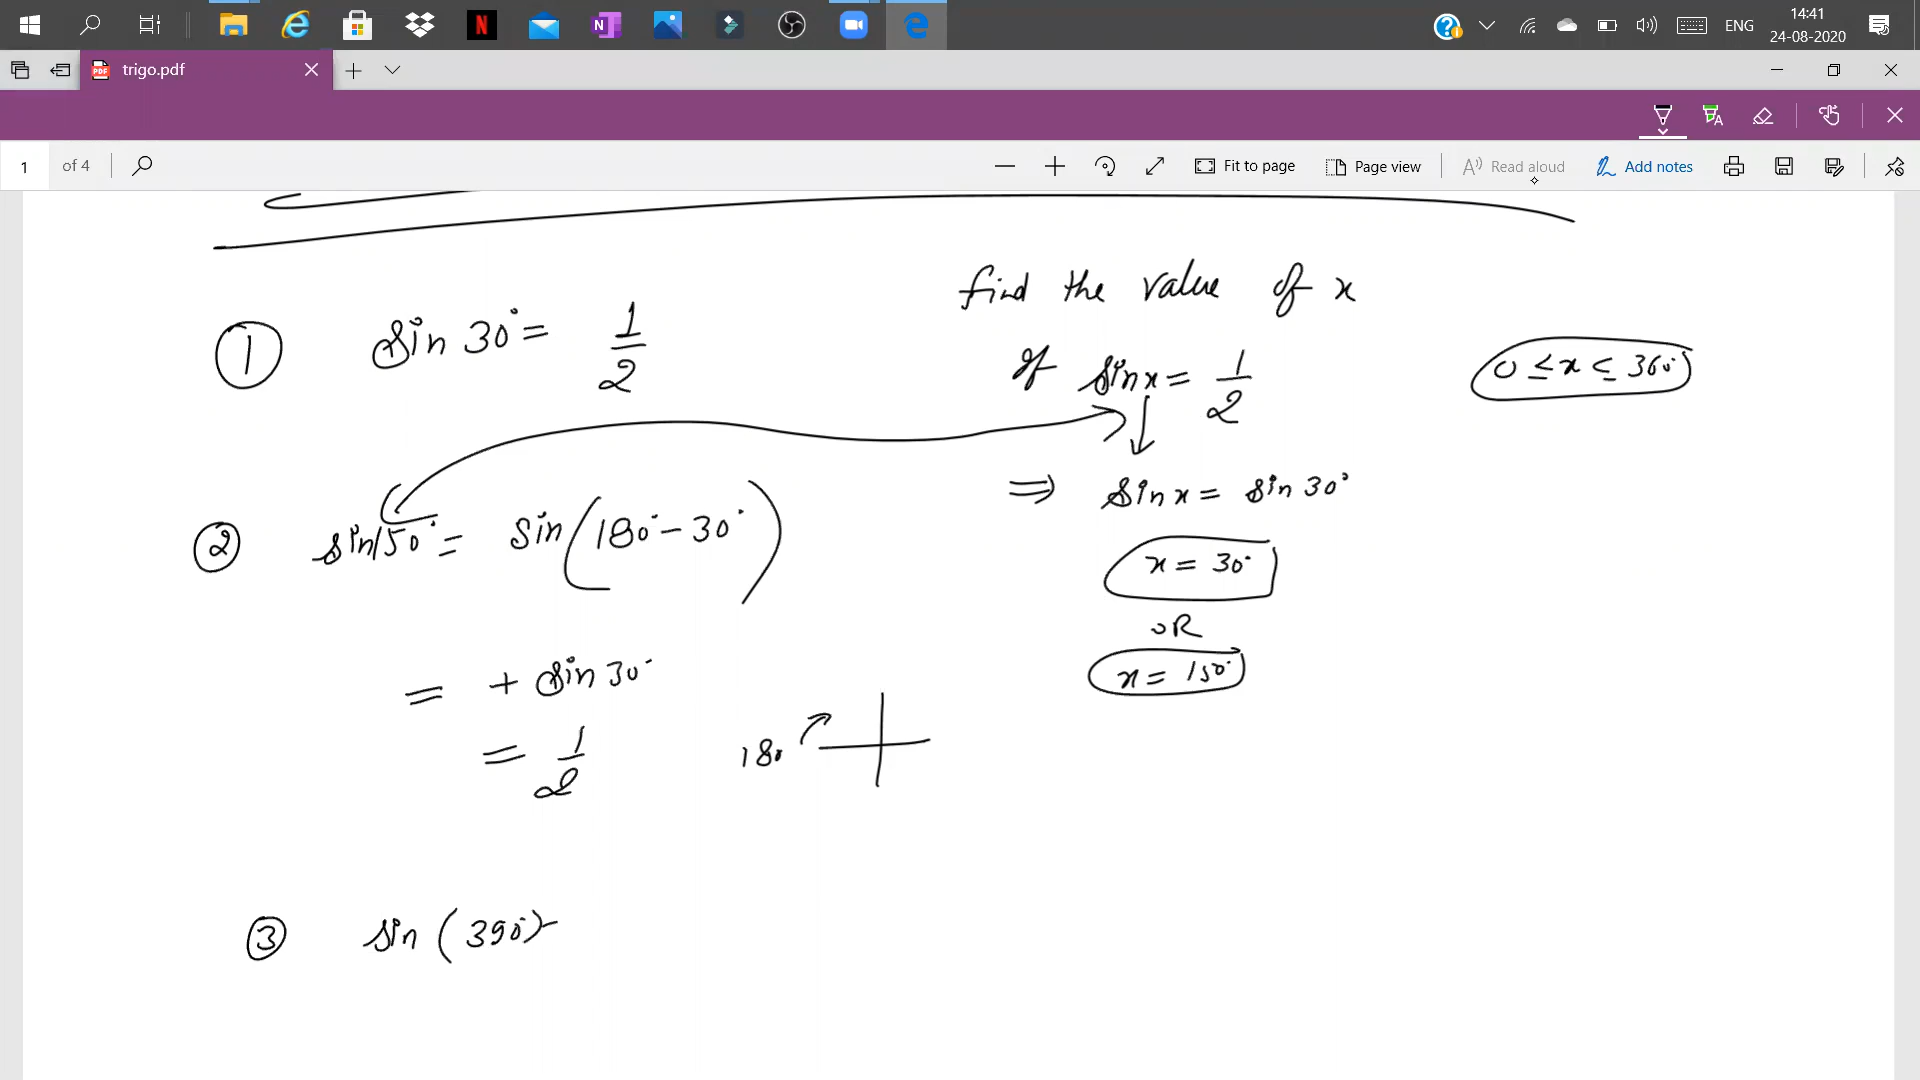 14:41
ENG
24-08-2020
trigo.pdf
1 of 4
Fit to page
Page view
Read aloud
Add notes
find the value of x
① sin 30° = 1/2
If sin x = 1/2
0 ≤ x ≤ 360°
⇒ sin x = sin 30°
② sin 150° = sin (180° - 30°)
x = 30°
OR
= + sin 30°
x = 150°
= 1/2
180
③ sin (390°) -